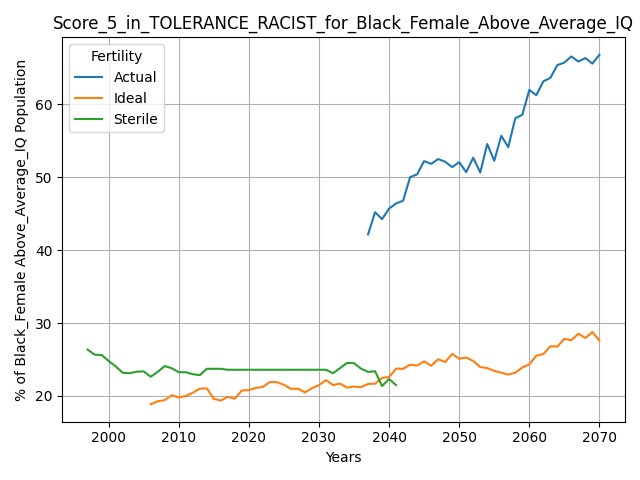 Score_5_in_TOLERANCE_RACIST_for_Black_Female_Above_Average_IQ
% of Black_Female Above_Average_IQ Population
Fertility
Actual
Ideal
Sterile
60
50
40
30
20
2000 2010 2020 2030 2040 2050 2060 2070
Years